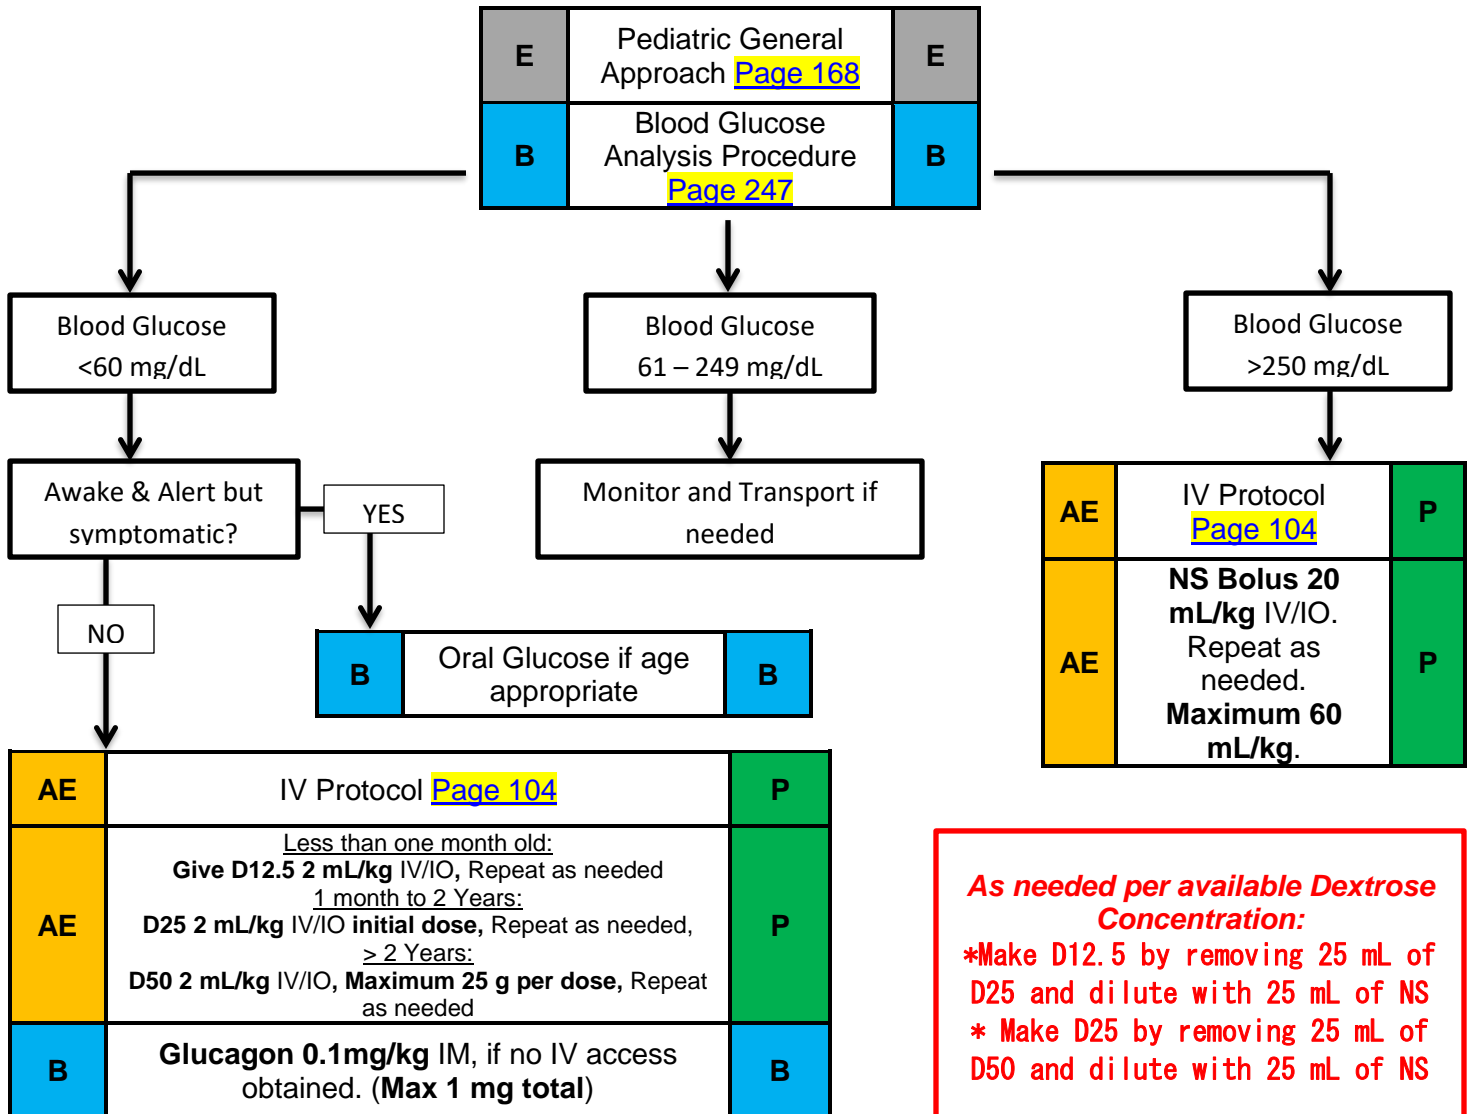 E
Pediatric General
Approach Page 168
E
B
Blood Glucose
Analysis Procedure
Page 247
B
Blood Glucose
<60 mg/dL
Blood Glucose
61 – 249 mg/dL
Blood Glucose
>250 mg/dL
Awake & Alert but
symptomatic?
YES
NO
Monitor and Transport if
needed
B
Oral Glucose if age
appropriate
B
AE
IV Protocol
Page 104
P
AE
NS Bolus 20
mL/kg IV/IO.
Repeat as
needed.
Maximum 60
mL/kg.
P
AE
IV Protocol Page 104
P
AE
Less than one month old:
Give D12.5 2 mL/kg IV/IO, Repeat as needed
1 month to 2 Years:
D25 2 mL/kg IV/IO initial dose, Repeat as needed,
> 2 Years:
D50 2 mL/kg IV/IO, Maximum 25 g per dose, Repeat
as needed
P
B
Glucagon 0.1mg/kg IM, if no IV access
obtained. (Max 1 mg total)
B
As needed per available Dextrose
Concentration:
*Make D12.5 by removing 25 mL of
D25 and dilute with 25 mL of NS
* Make D25 by removing 25 mL of
D50 and dilute with 25 mL of NS